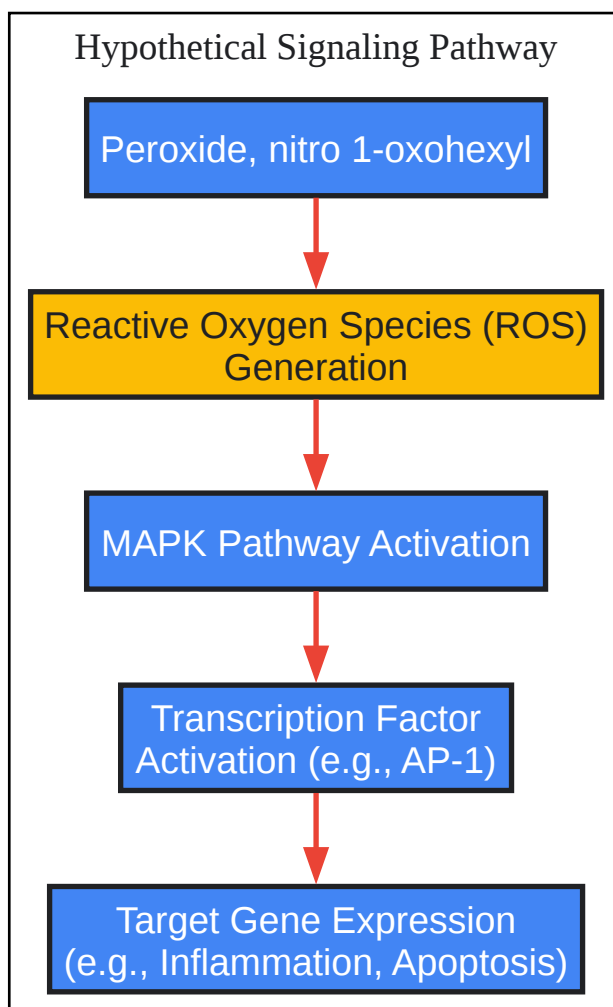 Hypothetical Signaling Pathway
Peroxide, nitro 1-oxohexyl
Reactive Oxygen Species (ROS)
Generation
MAPK Pathway Activation
Transcription Factor
Activation (e.g., AP-1)
Target Gene Expression
(e.g., Inflammation, Apoptosis)